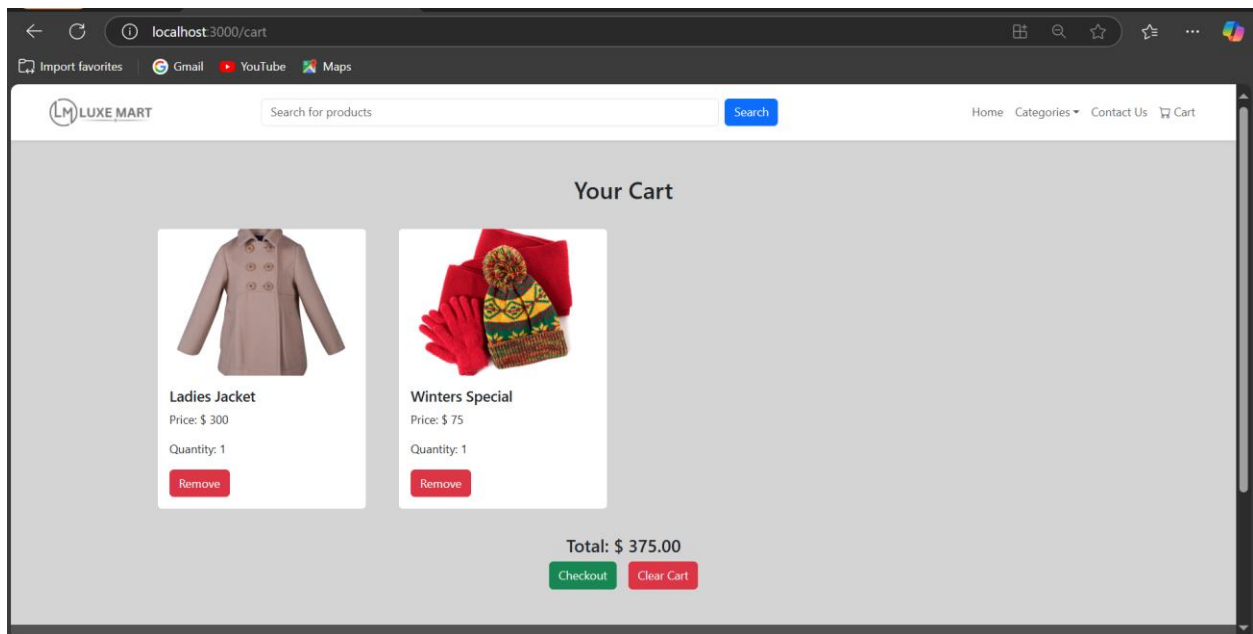 localhost:3000/cart
Import favorites Gmail YouTube Maps
LM LUXE MART Search for products Search Home Categories Contact Us Cart
Your Cart
Ladies Jacket Winters Special
Price: $ 300 Price: $ 75
Quantity: 1 Quantity: 1
Remove Remove
Total: $ 375.00
Checkout Clear Cart